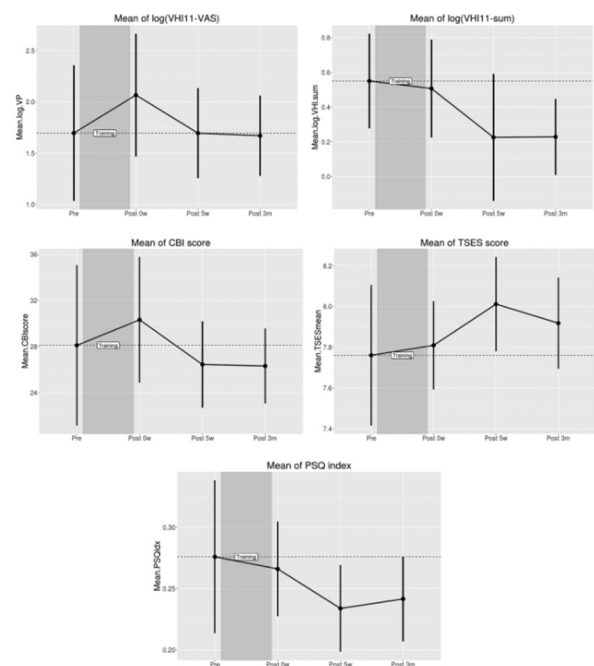 Mean of log(VHI11-VAS)
Mean.log.VP
2.5
2.0
1.5
1.0
Training
Pre Post 0w Post 5w Post 3m
Mean of log(VHI11-sum)
Mean.log.VHI.sum
0.8
0.6
0.4
0.2
0.0
Training
Pre Post 0w Post 5w Post 3m
Mean of CBI score
Mean.CBIscore
36
32
28
24
Training
Pre Post 0w Post 5w Post 3m
Mean of TSES score
Mean.TSESmean
8.2
8.0
7.8
7.6
7.4
Training
Pre Post 0w Post 5w Post 3m
Mean of PSQ index
Mean.PSQidx
0.30
0.25
0.20
Training
Pre Post 0w Post 5w Post 3m